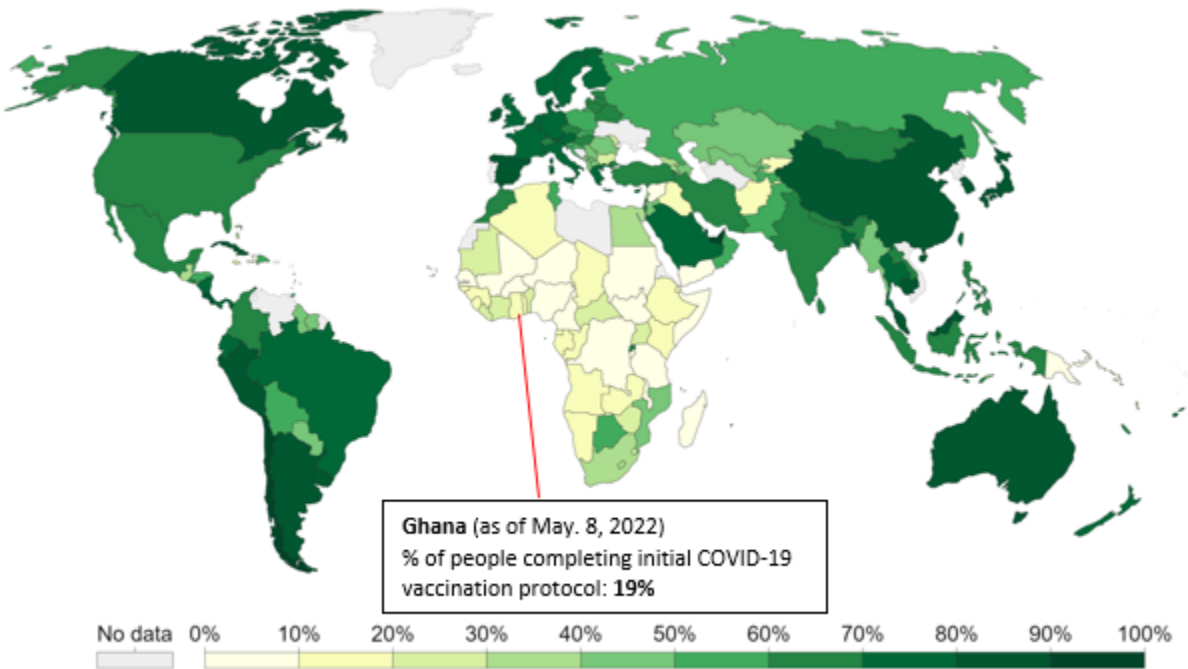 Ghana (as of May. 8, 2022)
% of people completing initial COVID-19
vaccination protocol: 19%
No data 0% 10% 20% 30% 40% 50% 60% 70% 80% 90% 100%